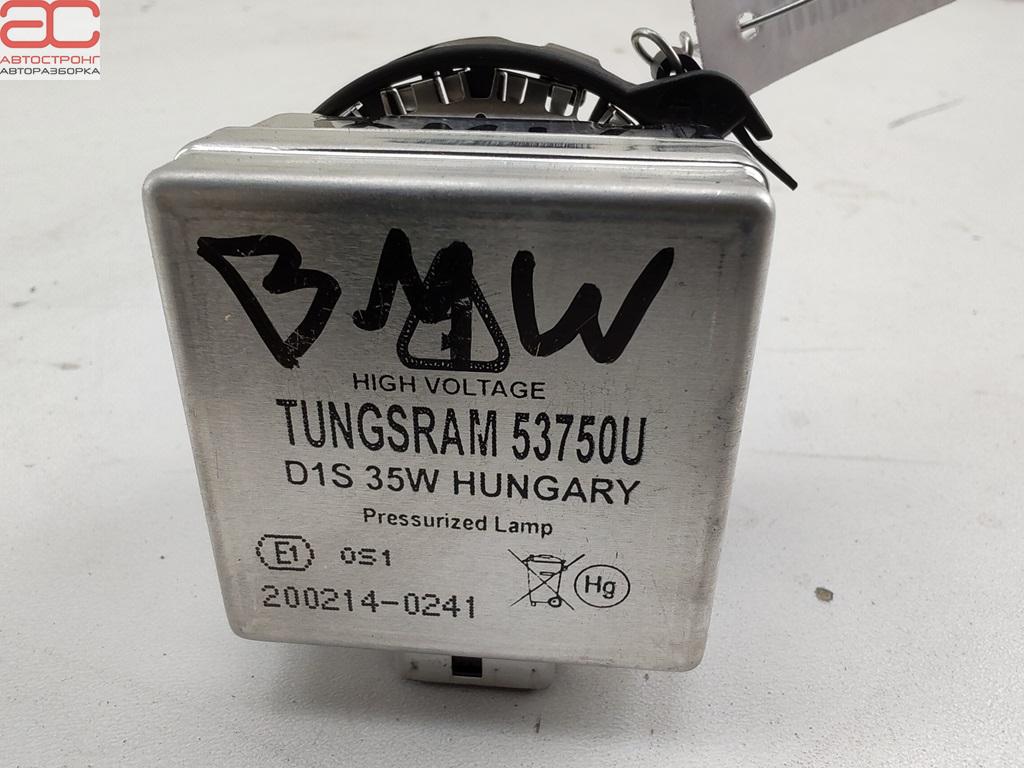 AC
АВТОСТРОНГ
АВТОРАЗБОРКА
BMW
HIGH VOLTAGE
TUNGSRAM 53750U
D1S 35W HUNGARY
Pressurized Lamp
E1 0S1
Hg
200214-0241